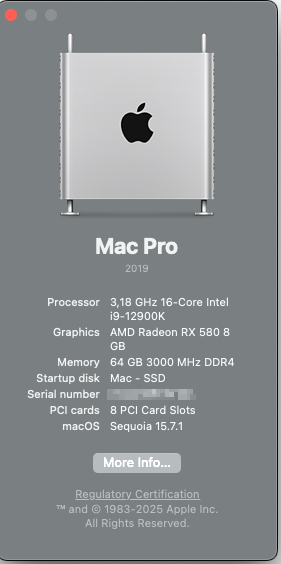 Mac Pro
2019
Processor 3,18 GHz 16-Core Intel
i9-12900K
Graphics AMD Radeon RX 580 8
GB
Memory 64 GB 3000 MHz DDR4
Startup disk Mac - SSD
Serial number
PCI cards 8 PCI Card Slots
macOS Sequoia 15.7.1
More Info...
Regulatory Certification
™ and © 1983-2025 Apple Inc.
All Rights Reserved.